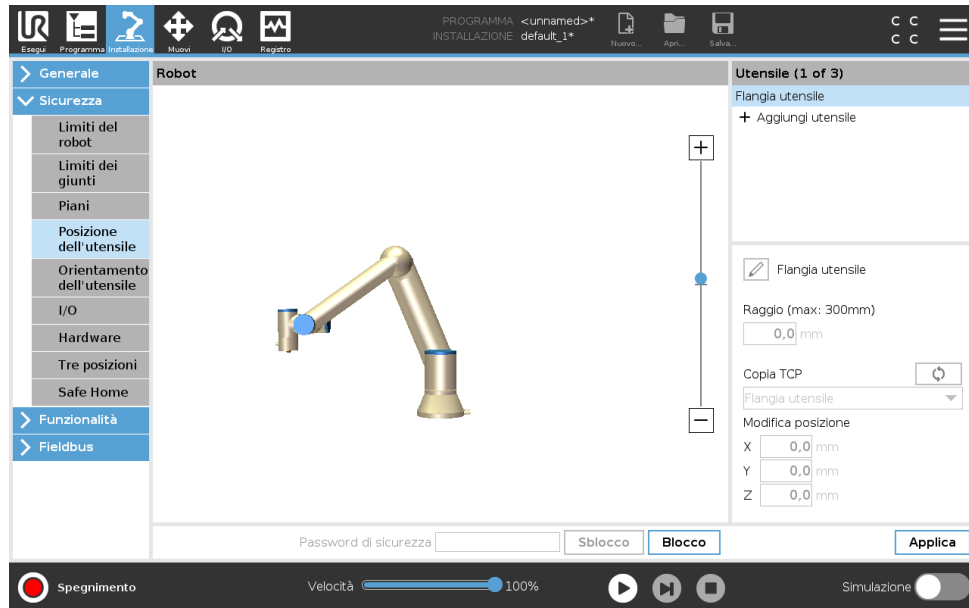 PROGRAMMA <unnamed>*
INSTALLAZIONE default_1*
UR
Esegui
Programma
Installazione
Muovi
I/O
Registro
Nuovo...
Apri...
Salva...
C C
C C
Generale
Sicurezza
Limiti del
robot
Limiti dei
giunti
Piani
Posizione
dell'utensile
Orientamento
dell'utensile
I/O
Hardware
Tre posizioni
Safe Home
Funzionalità
Fieldbus
Robot
Utensile (1 of 3)
Flangia utensile
+ Aggiungi utensile
Flangia utensile
Raggio (max: 300mm)
0,0 mm
Copia TCP
Flangia utensile
Modifica posizione
X 0,0 mm
Y 0,0 mm
Z 0,0 mm
Password di sicurezza
Sblocco
Blocco
Applica
Spegnimento
Velocità
100%
Simulazione